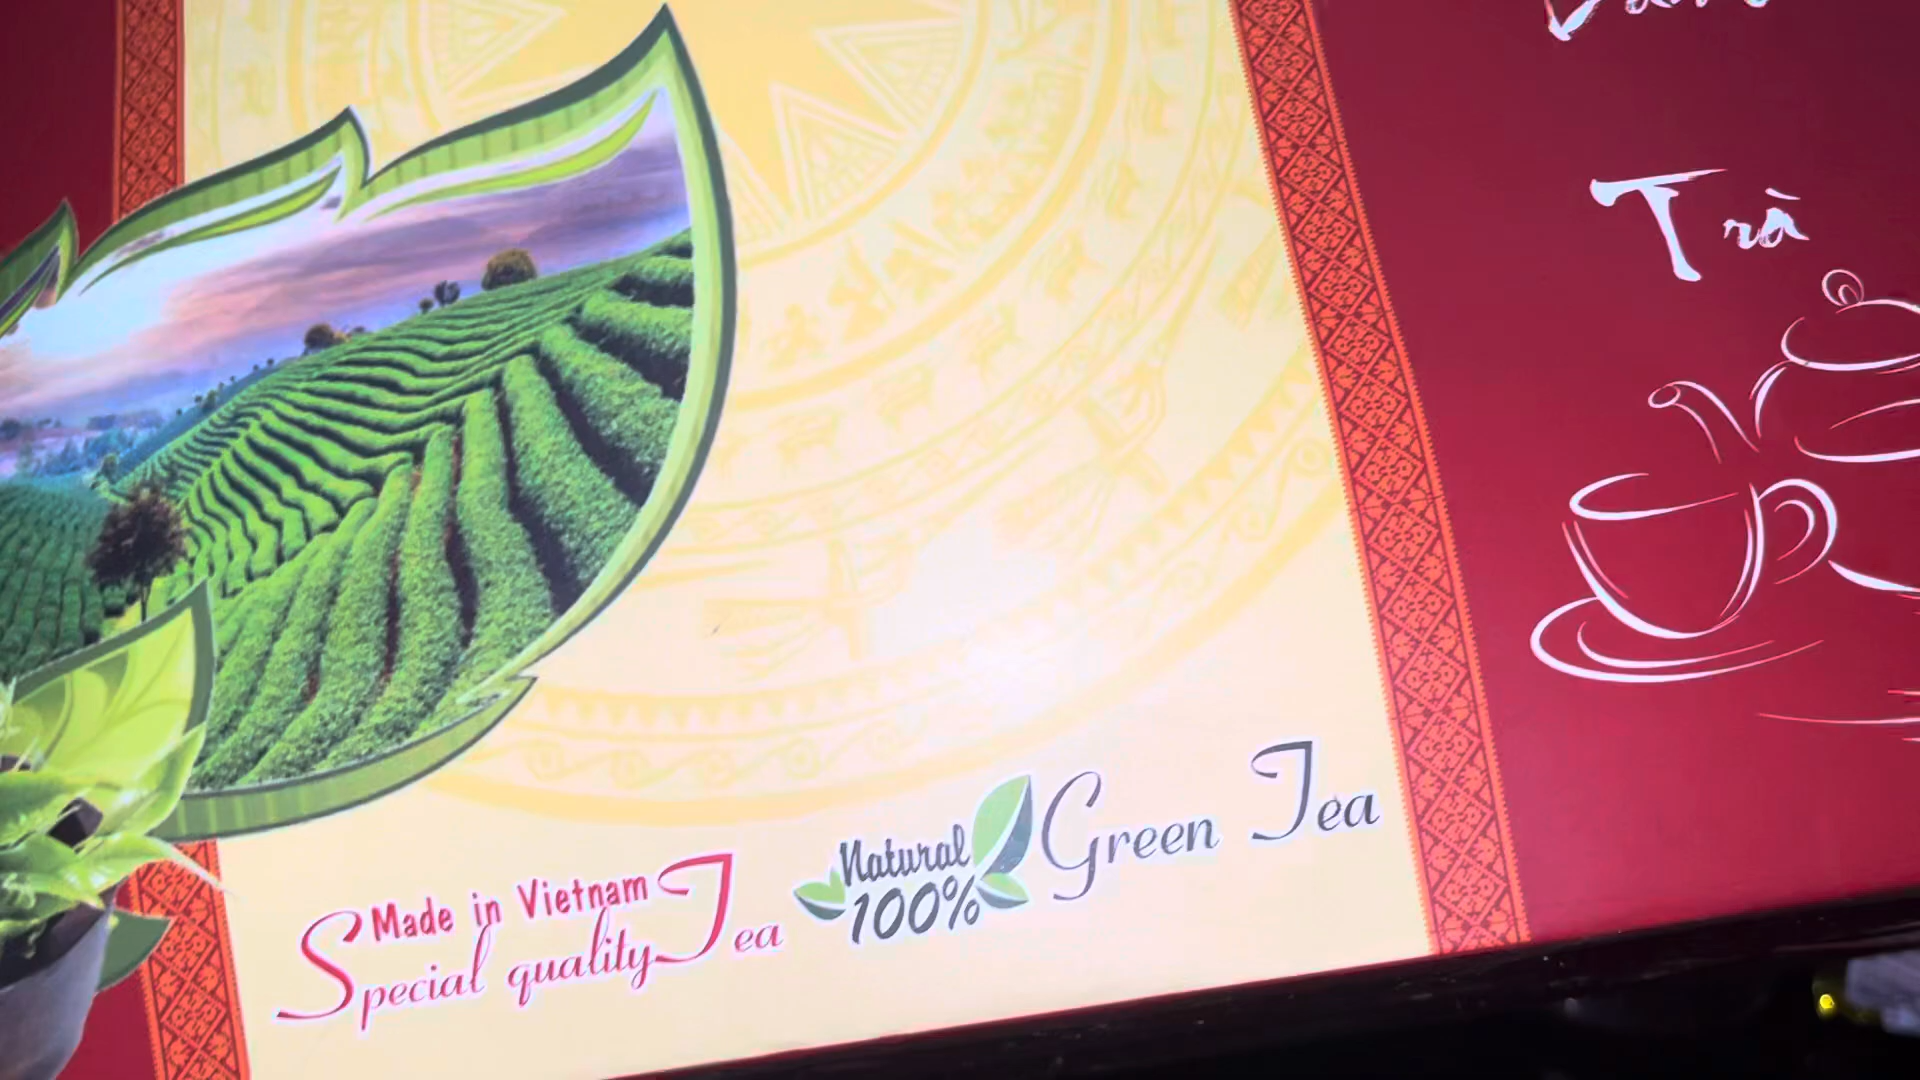 Trà
Made in Vietnam
Special quality Tea
Natural
100%
Green Tea